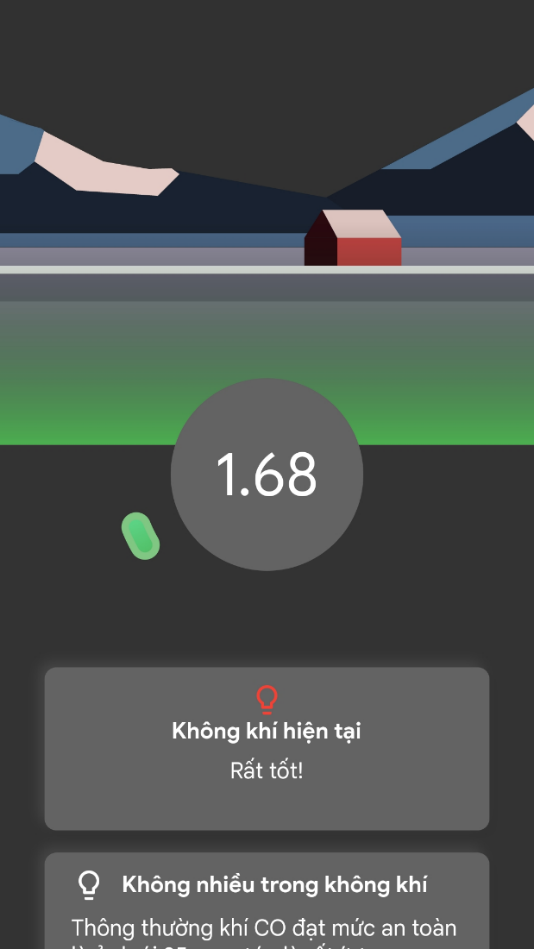 1.68
Không khí hiện tại
Rất tốt!
Không nhiều trong không khí
Thông thường khí CO đạt mức an toàn